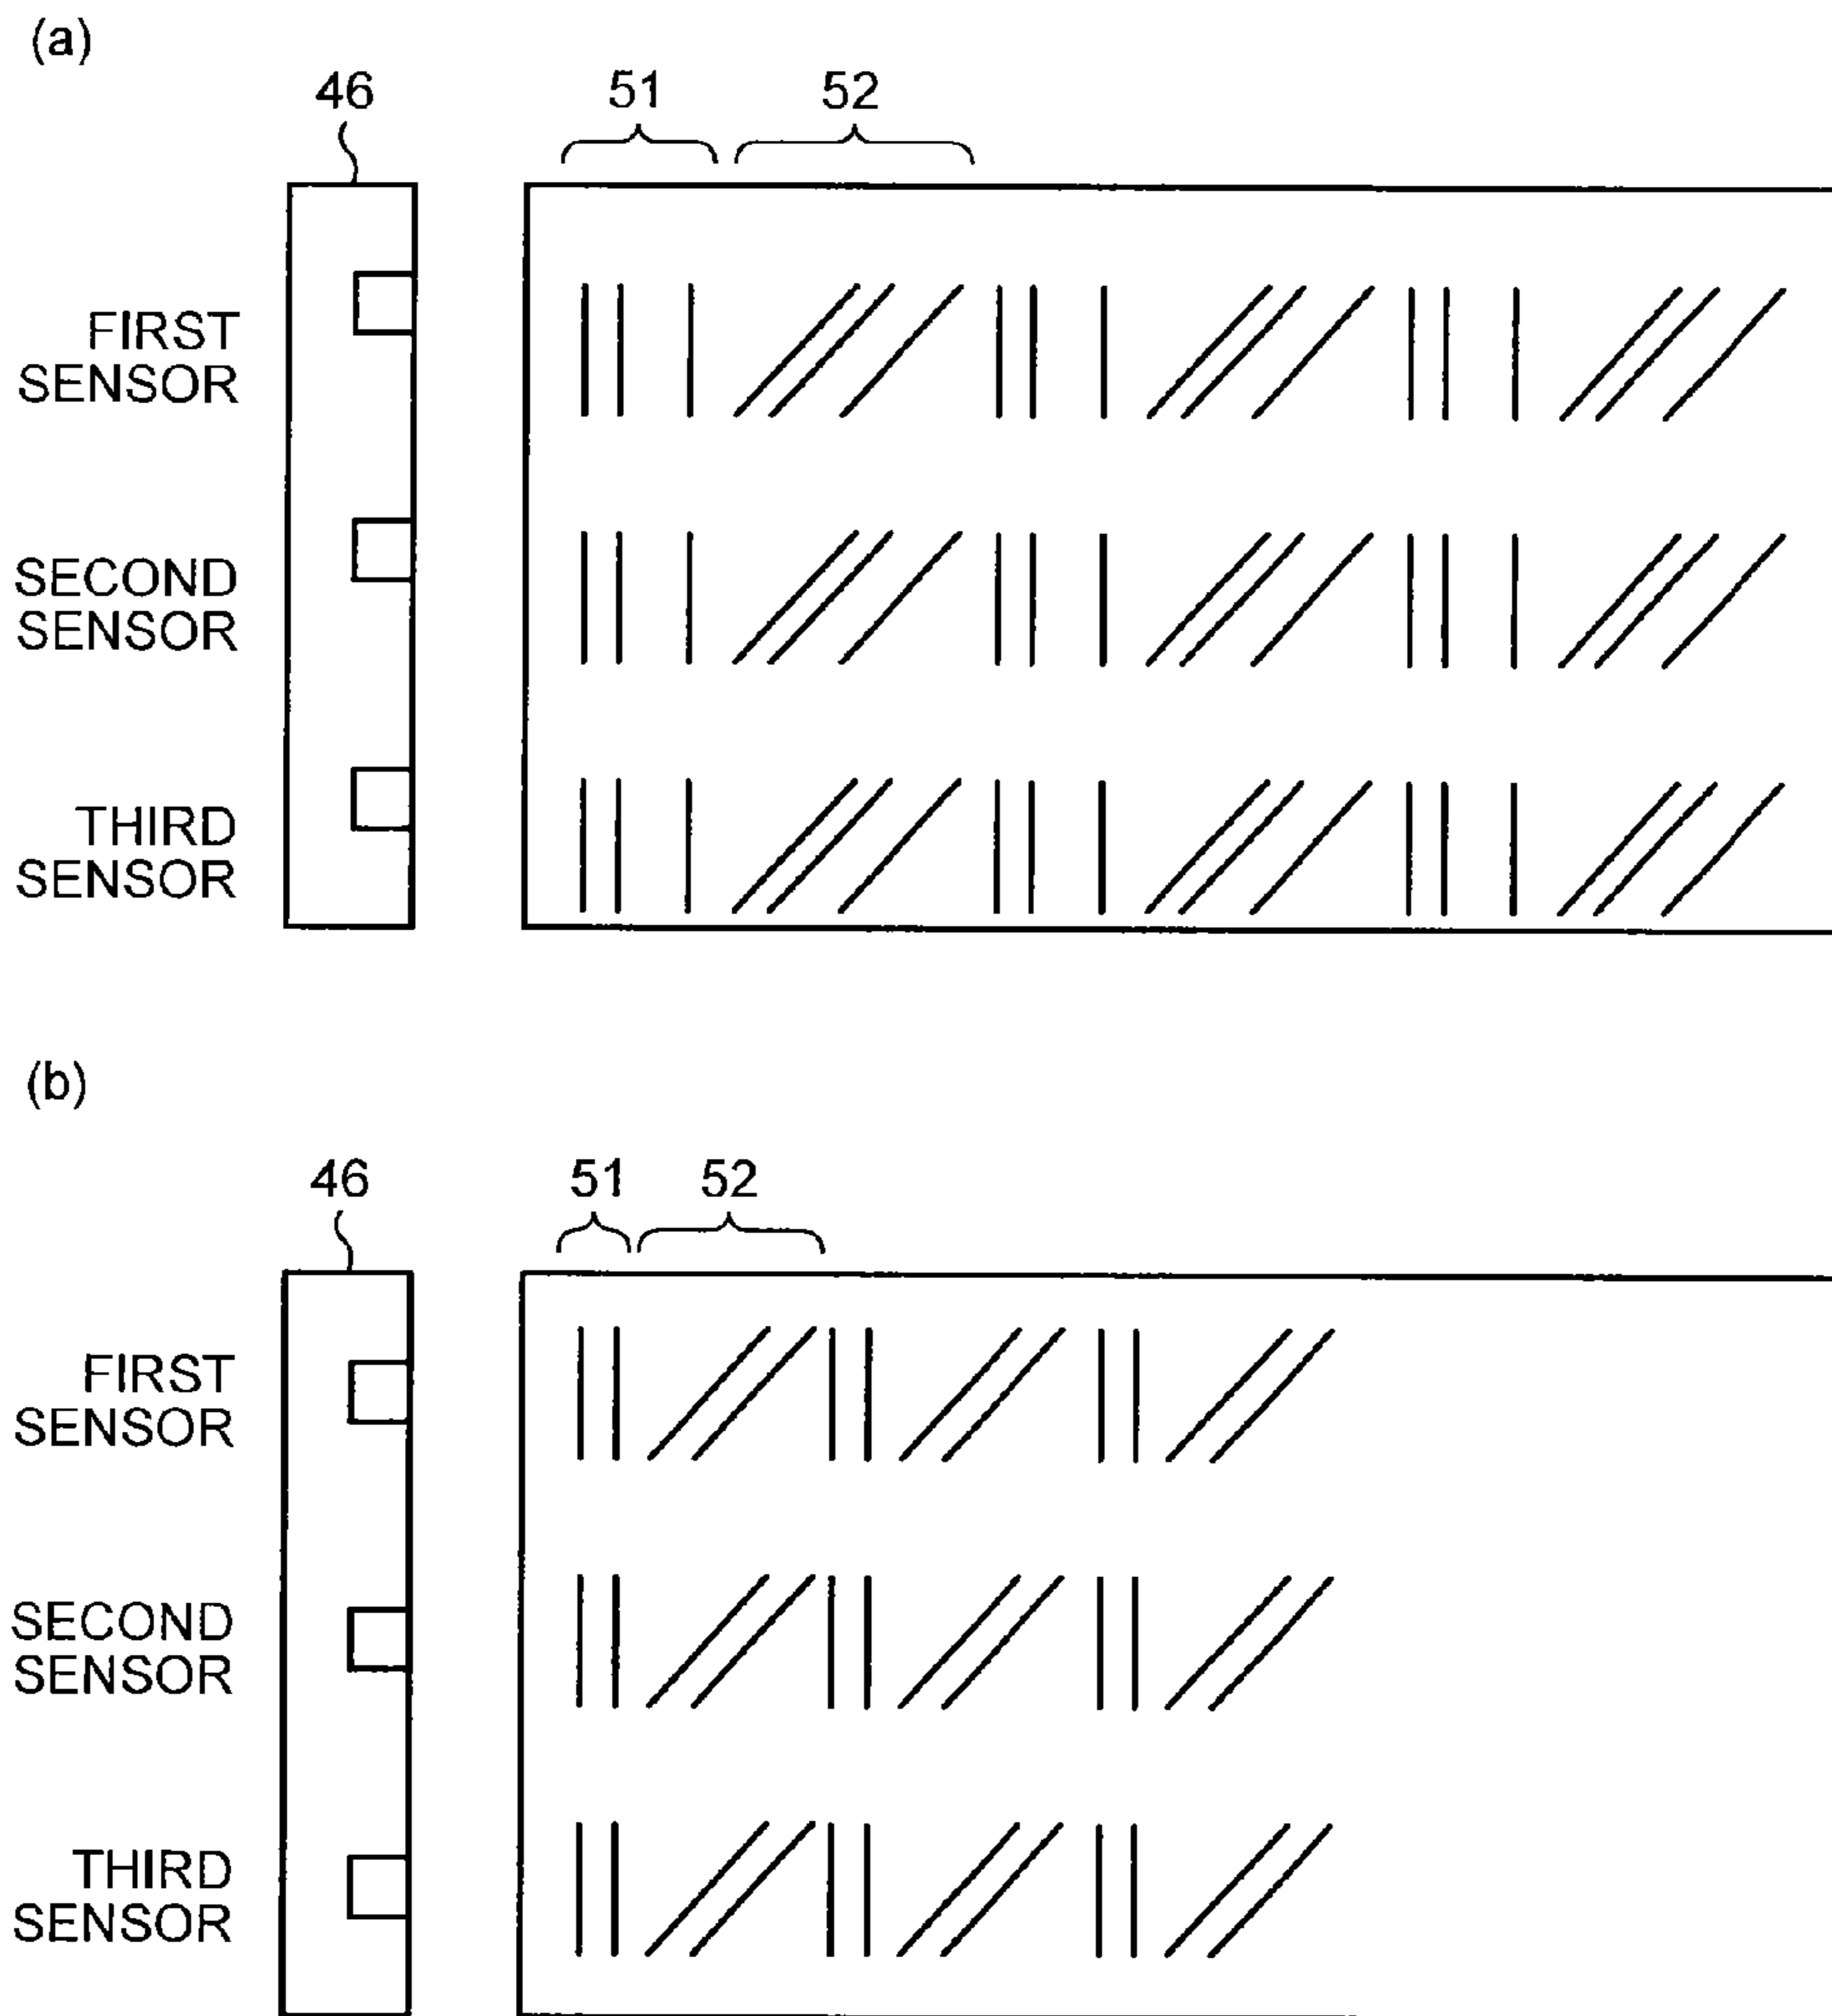 (a)
46 51 52
FIRST
SENSOR
SECOND
SENSOR
THIRD
SENSOR
(b)
46 51 52
FIRST
SENSOR
SECOND
SENSOR
THIRD
SENSOR